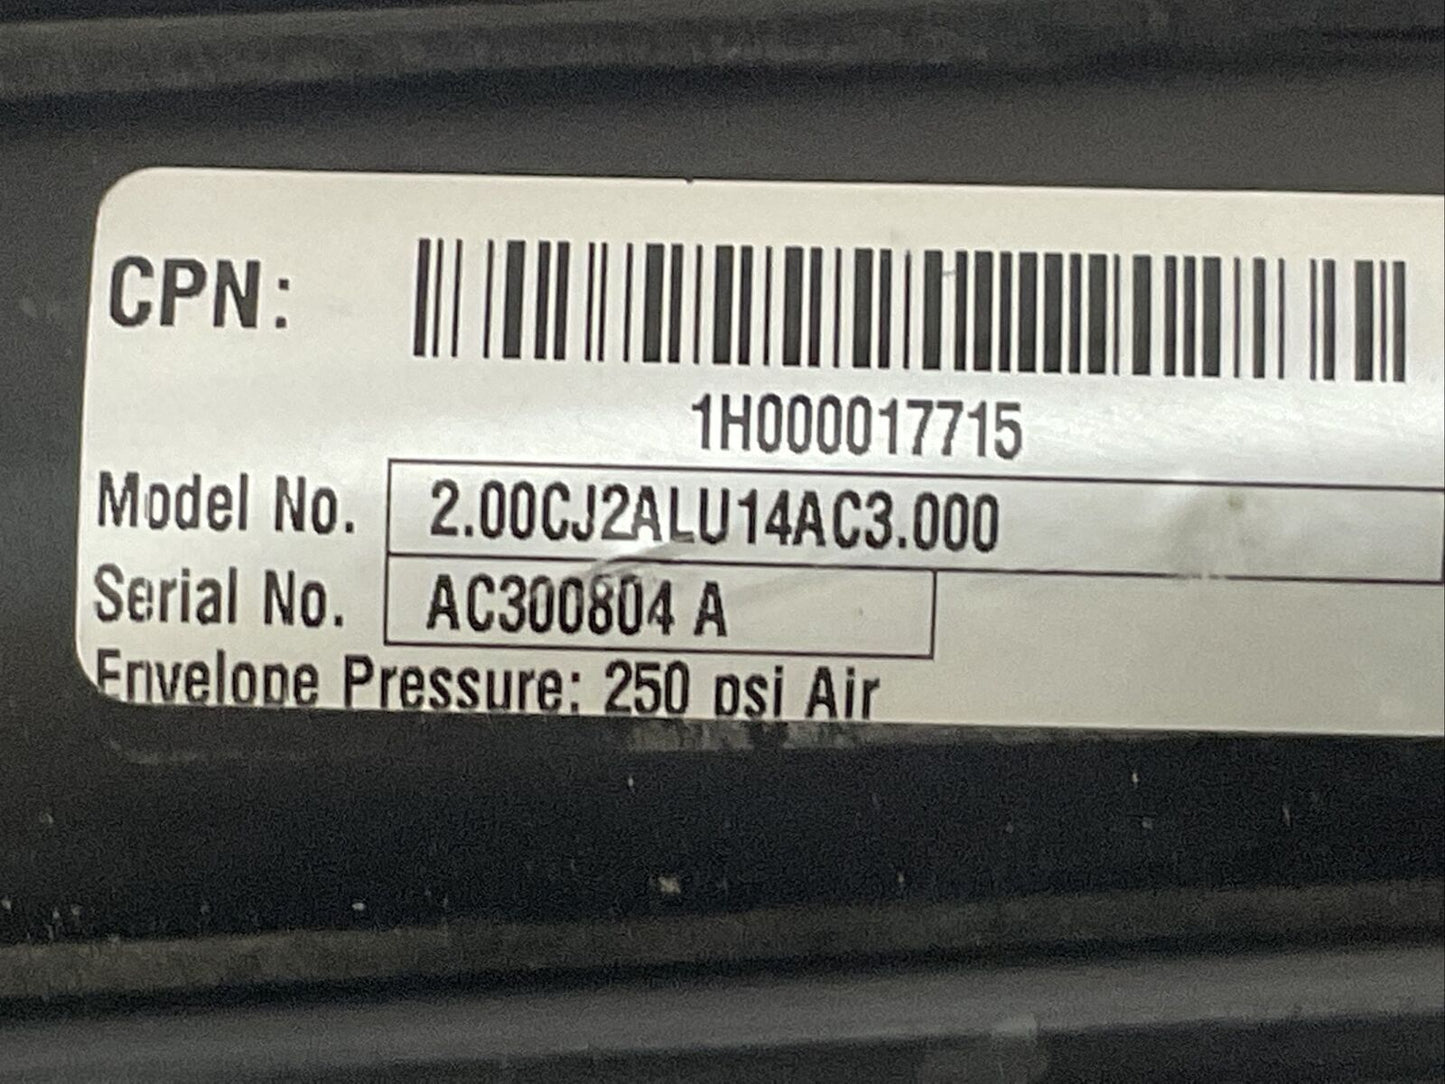 CPN:
1H000017715
Model No. 2.00CJ2ALU14AC3.000
Serial No. AC300804 A
Envelope Pressure: 250 psi Air